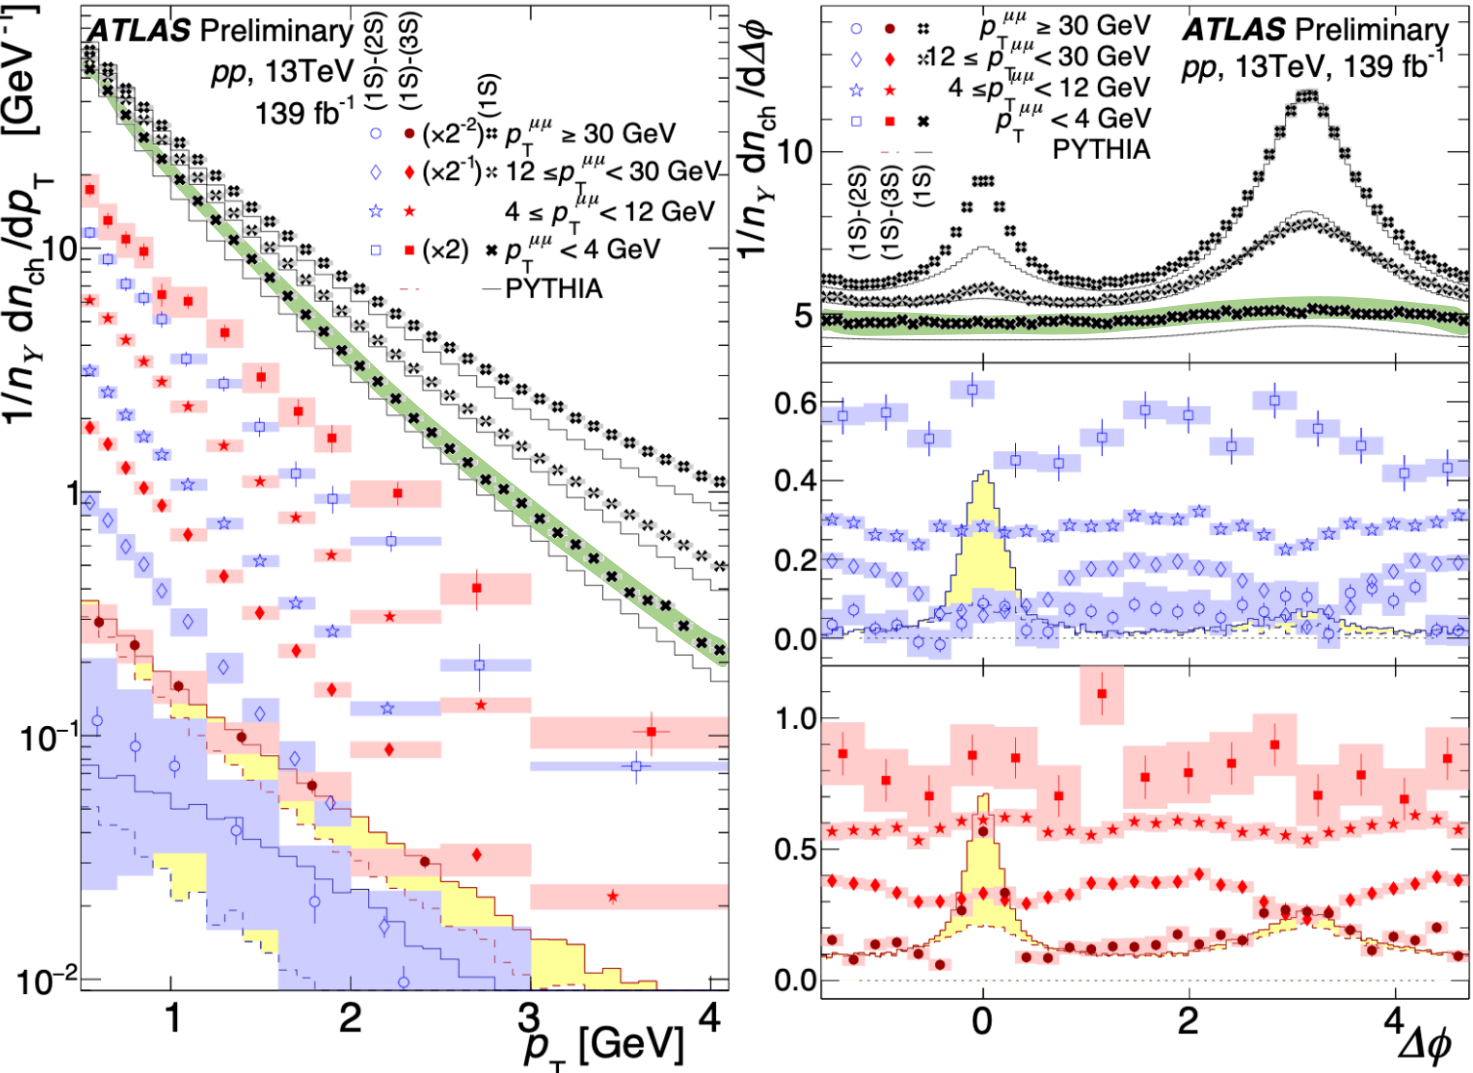 1/n_Υ dn_ch/dp_T [GeV^-1]
ATLAS Preliminary
pp, 13TeV
139 fb^-1
(1S)-(2S)
(1S)-(3S)
(1S)
(×2^-2) p_T^μμ ≥ 30 GeV
(×2^-1) 12 ≤p_T^μμ< 30 GeV
4 ≤ p_T^μμ< 12 GeV
(×2) p_T^μμ < 4 GeV
PYTHIA
10
1
10^-1
10^-2
1 2 3 4
p_T [GeV]
1/n_Υ dn_ch/dΔϕ
p_T^μμ ≥ 30 GeV
12 ≤ p_T^μμ < 30 GeV
4 ≤p_T^μμ < 12 GeV
p_T^μμ < 4 GeV
PYTHIA
(1S)-(2S)
(1S)-(3S)
(1S)
ATLAS Preliminary
pp, 13TeV, 139 fb^-1
10
5
0.6
0.4
0.2
0.0
1.0
0.5
0.0
0 2 4
Δϕ